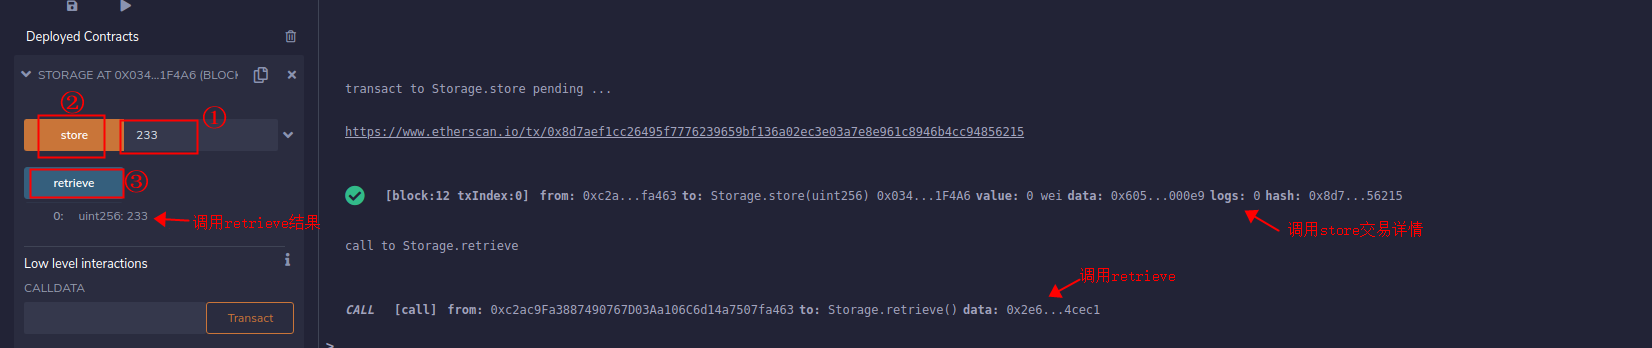 Deployed Contracts
STORAGE AT 0X034...1F4A6 (BLOCK
②
①
store
233
retrieve
③
0: uint256: 233
调用retrieve结果
Low level interactions
i
CALLDATA
Transact
transact to Storage.store pending ...
https://www.etherscan.io/tx/0x8d7aef1cc26495f7776239659bf136a02ec3e03a7e8e961c8946b4cc94856215
[block:12 txIndex:0] from: 0xc2a...fa463 to: Storage.store(uint256) 0x034...1F4A6 value: 0 wei data: 0x605...000e9 logs: 0 hash: 0x8d7...56215
调用store交易详情
call to Storage.retrieve
调用retrieve
CALL [call] from: 0xc2ac9Fa3887490767D03Aa106C6d14a7507fa463 to: Storage.retrieve() data: 0x2e6...4cec1
>